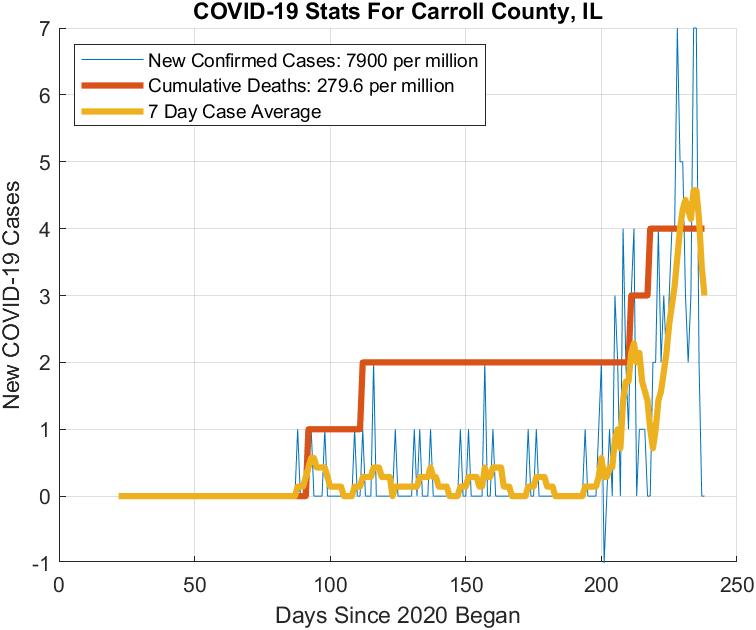 COVID-19 Stats For Carroll County, IL
7
New Confirmed Cases: 7900 per million
Cumulative Deaths: 279.6 per million
7 Day Case Average
6
5
4
3
2
1
0
-1
New COVID-19 Cases
0 50 100 150 200 250
Days Since 2020 Began